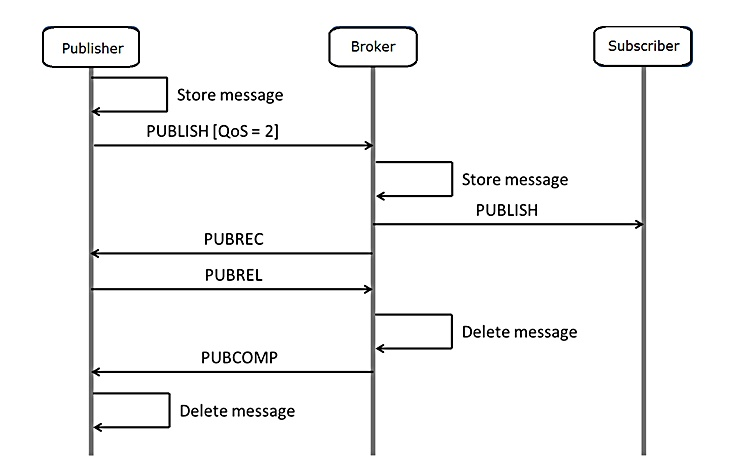 Publisher
Broker
Subscriber
Store message
PUBLISH [QoS = 2]
Store message
PUBLISH
PUBREC
PUBREL
Delete message
PUBCOMP
Delete message